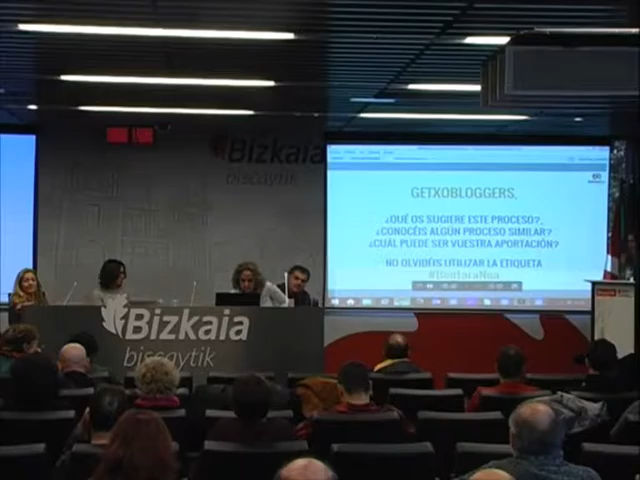 Bizkaia
biscaytik
GETXOBLOGGERS,
¿QUÉ OS SUGIERE ESTE PROCESO?,
¿CONOCÉIS ALGÚN PROCESO SIMILAR?
¿CUÁL PUEDE SER VUESTRA APORTACIÓN?
NO OLVIDÉIS UTILIZAR LA ETIQUETA
Bizkaia
biscaytik